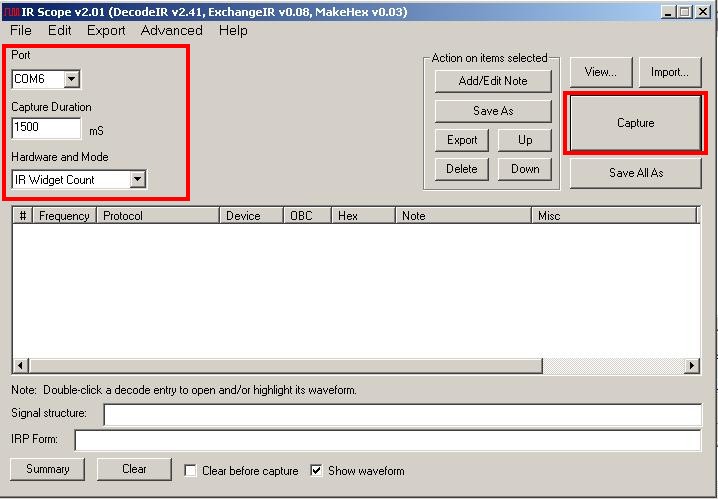 IR Scope v2.01 (DecodeIR v2.41, ExchangeIR v0.08, MakeHex v0.03)
File Edit Export Advanced Help
Port
COM6
Capture Duration
1500 mS
Hardware and Mode
IR Widget Count
Action on items selected
Add/Edit Note
Save As
Export Up
Delete Down
View... Import...
Capture
Save All As
# Frequency Protocol Device OBC Hex Note Misc
Note: Double-click a decode entry to open and/or highlight its waveform.
Signal structure:
IRP Form:
Summary Clear Clear before capture Show waveform